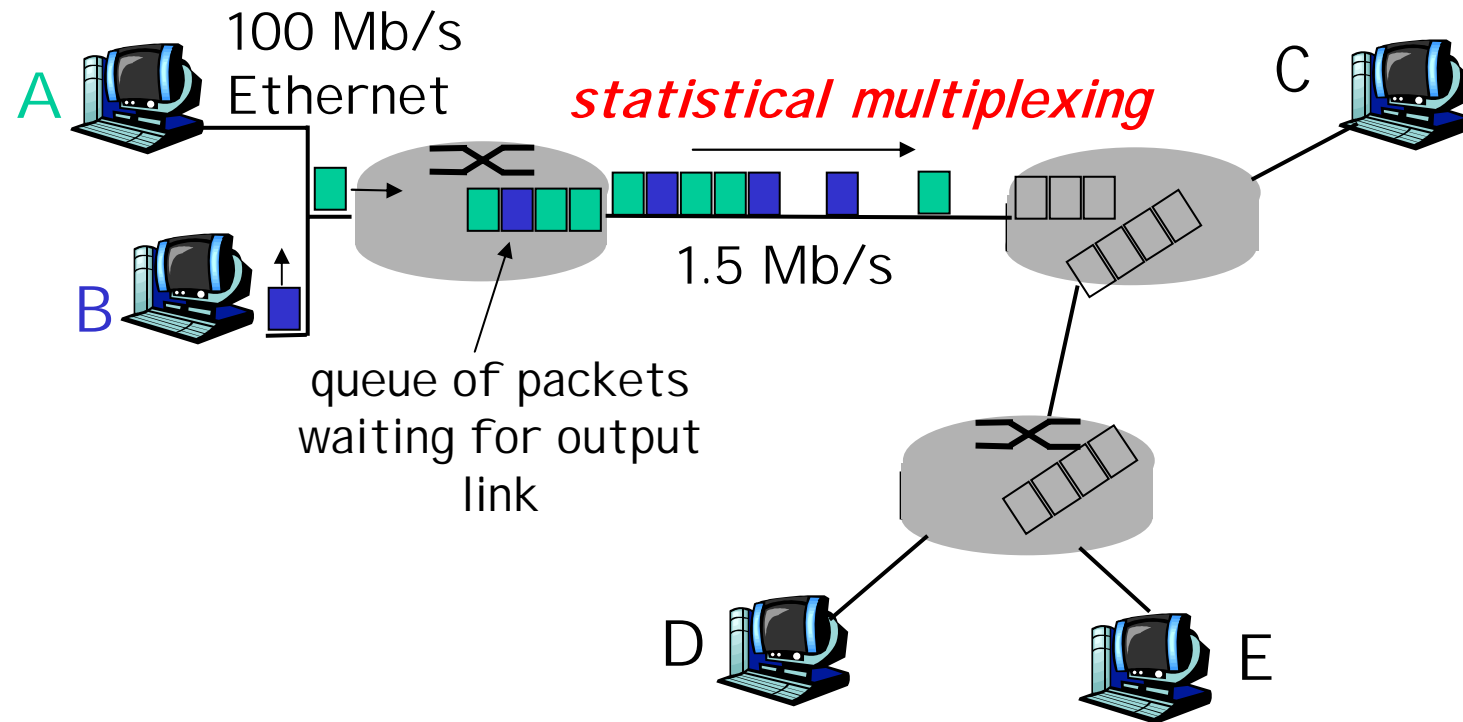 100 Mb/s
Ethernet
A
statistical multiplexing
C
B
1.5 Mb/s
queue of packets
waiting for output
link
D
E